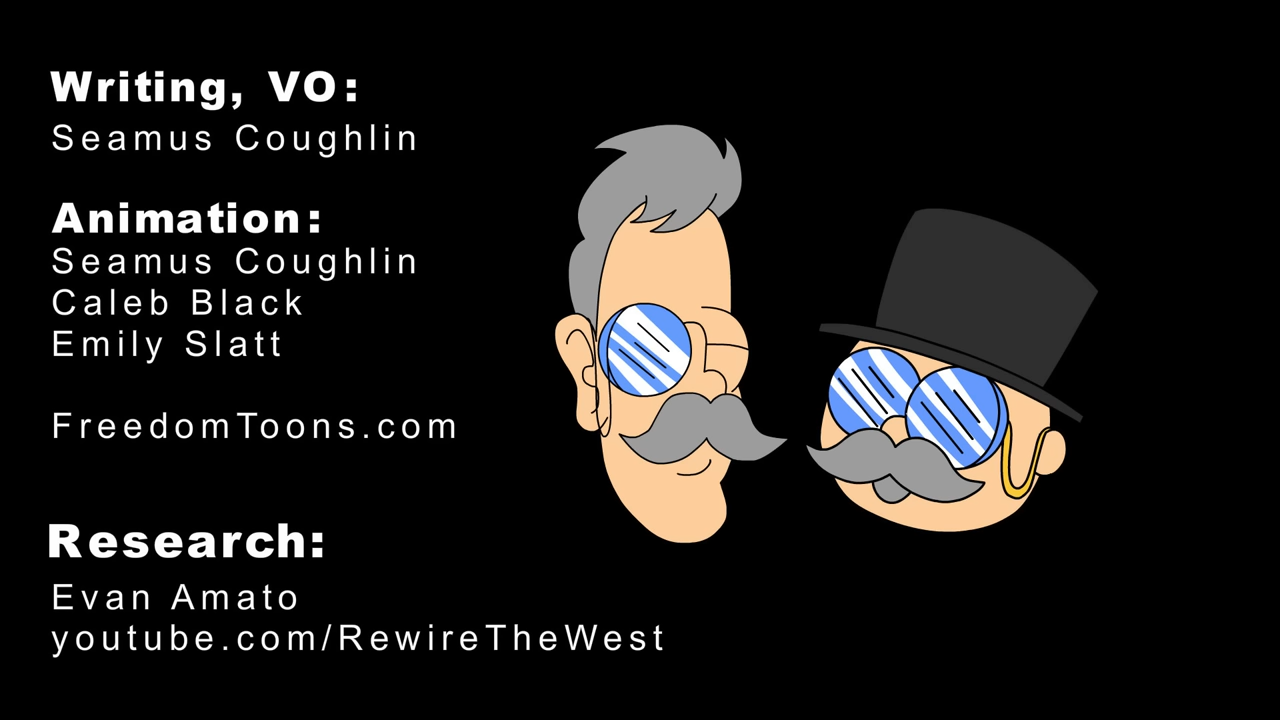 Writing, VO:
Seamus Coughlin
Animation:
Seamus Coughlin
Caleb Black
Emily Slatt
FreedomToons.com
Research:
Evan Amato
youtube.com/RewireTheWest